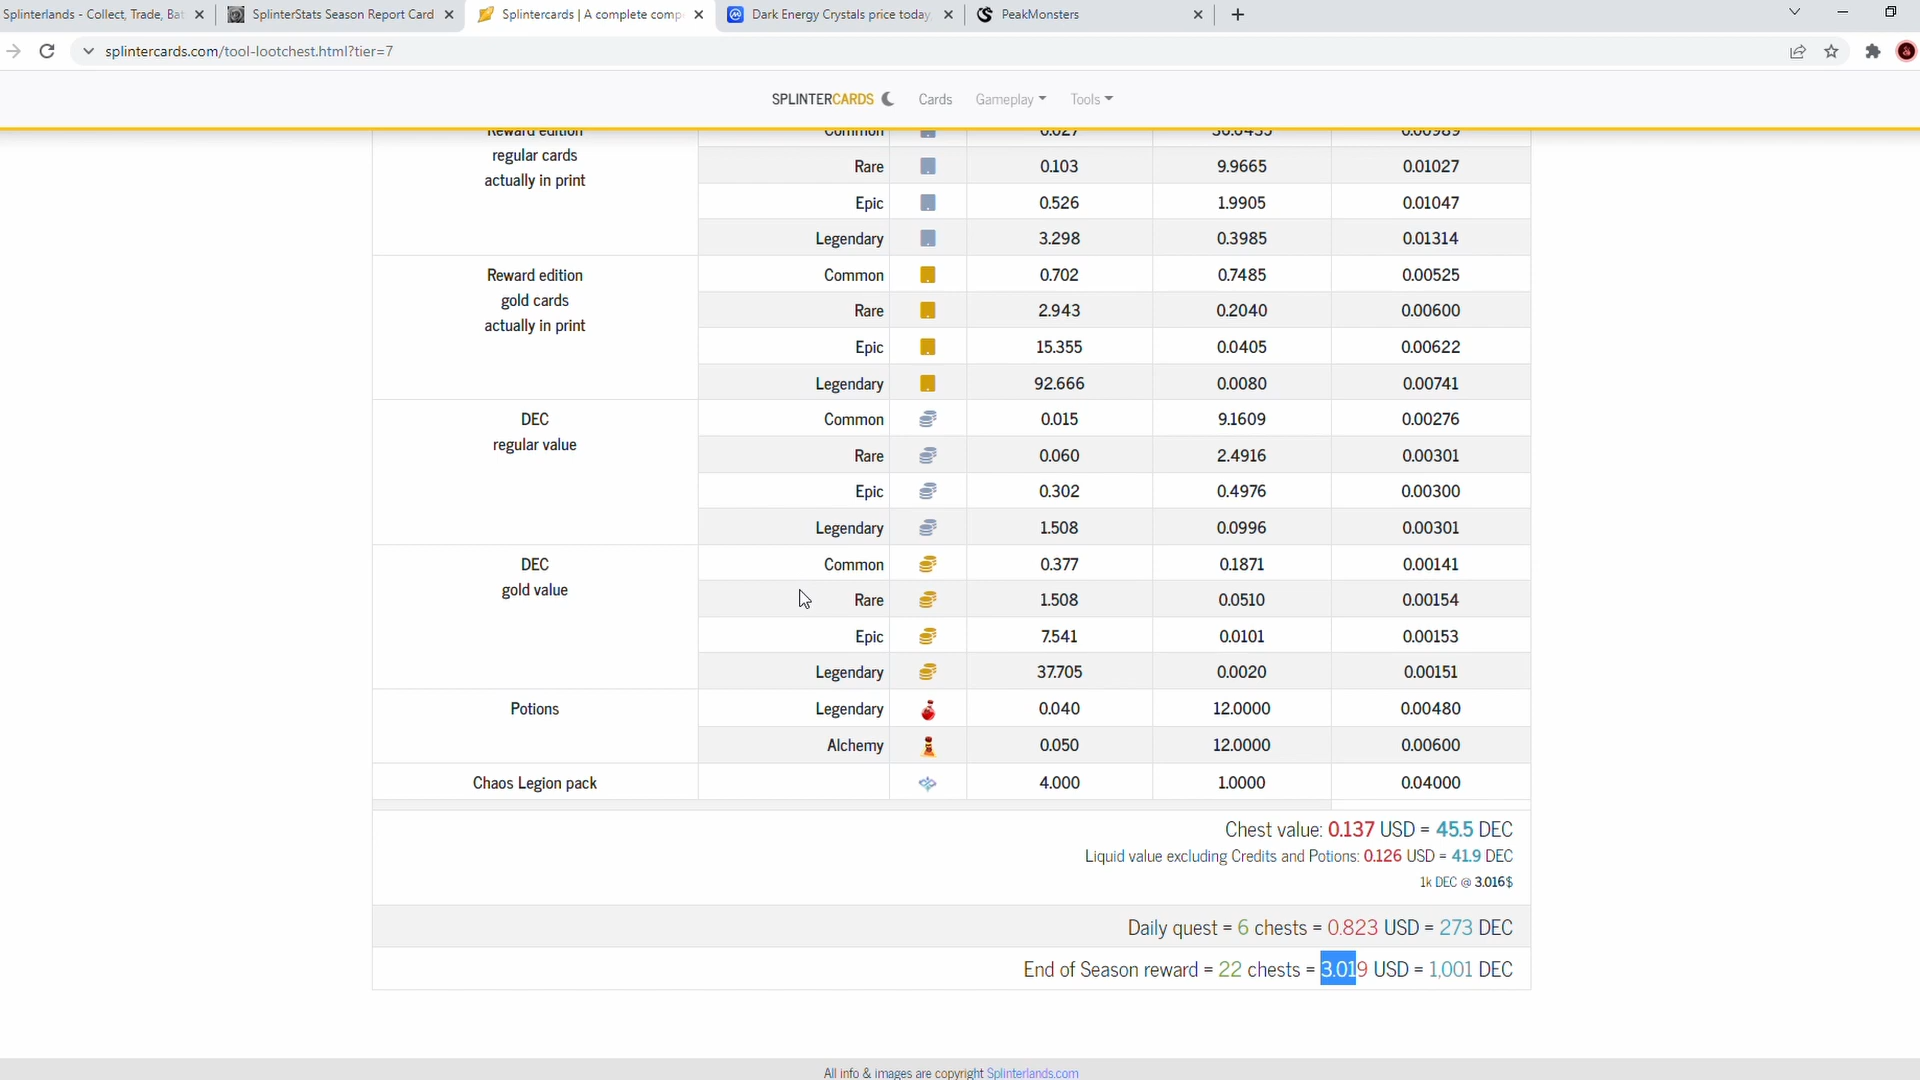 Splinterlands - Collect, Trade, Bat
SplinterStats Season Report Card
Splintercards | A complete comp
Dark Energy Crystals price today,
PeakMonsters
splintercards.com/tool-lootchest.html?tier=7
SPLINTERCARDS Cards Gameplay Tools
Reward edition
regular cards
actually in print
Common 0.027 0.00989
Rare 0.103 9.9665 0.01027
Epic 0.526 1.9905 0.01047
Legendary 3.298 0.3985 0.01314
Reward edition
gold cards
actually in print
Common 0.702 0.7485 0.00525
Rare 2.943 0.2040 0.00600
Epic 15.355 0.0405 0.00622
Legendary 92.666 0.0080 0.00741
DEC
regular value
Common 0.015 9.1609 0.00276
Rare 0.060 2.4916 0.00301
Epic 0.302 0.4976 0.00300
Legendary 1.508 0.0996 0.00301
DEC
gold value
Common 0.377 0.1871 0.00141
Rare 1.508 0.0510 0.00154
Epic 7.541 0.0101 0.00153
Legendary 37.705 0.0020 0.00151
Potions
Legendary 0.040 12.0000 0.00480
Alchemy 0.050 12.0000 0.00600
Chaos Legion pack 4.000 1.0000 0.04000
Chest value: 0.137 USD = 45.5 DEC
Liquid value excluding Credits and Potions: 0.126 USD = 41.9 DEC
1k DEC @ 3.016$
Daily quest = 6 chests = 0.823 USD = 273 DEC
End of Season reward = 22 chests = 3.019 USD = 1,001 DEC
All info & images are copyright Splinterlands.com